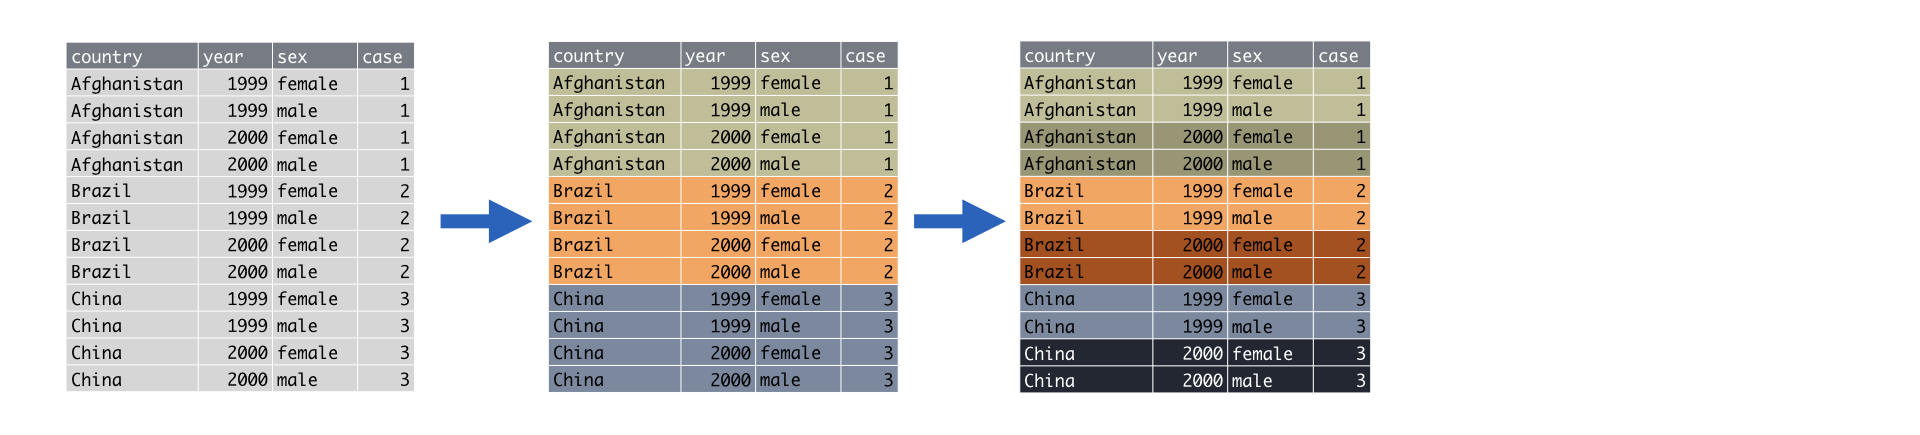 country year sex case
Afghanistan 1999 female 1
Afghanistan 1999 male 1
Afghanistan 2000 female 1
Afghanistan 2000 male 1
Brazil 1999 female 2
Brazil 1999 male 2
Brazil 2000 female 2
Brazil 2000 male 2
China 1999 female 3
China 1999 male 3
China 2000 female 3
China 2000 male 3
country year sex case
Afghanistan 1999 female 1
Afghanistan 1999 male 1
Afghanistan 2000 female 1
Afghanistan 2000 male 1
Brazil 1999 female 2
Brazil 1999 male 2
Brazil 2000 female 2
Brazil 2000 male 2
China 1999 female 3
China 1999 male 3
China 2000 female 3
China 2000 male 3
country year sex case
Afghanistan 1999 female 1
Afghanistan 1999 male 1
Afghanistan 2000 female 1
Afghanistan 2000 male 1
Brazil 1999 female 2
Brazil 1999 male 2
Brazil 2000 female 2
Brazil 2000 male 2
China 1999 female 3
China 1999 male 3
China 2000 female 3
China 2000 male 3